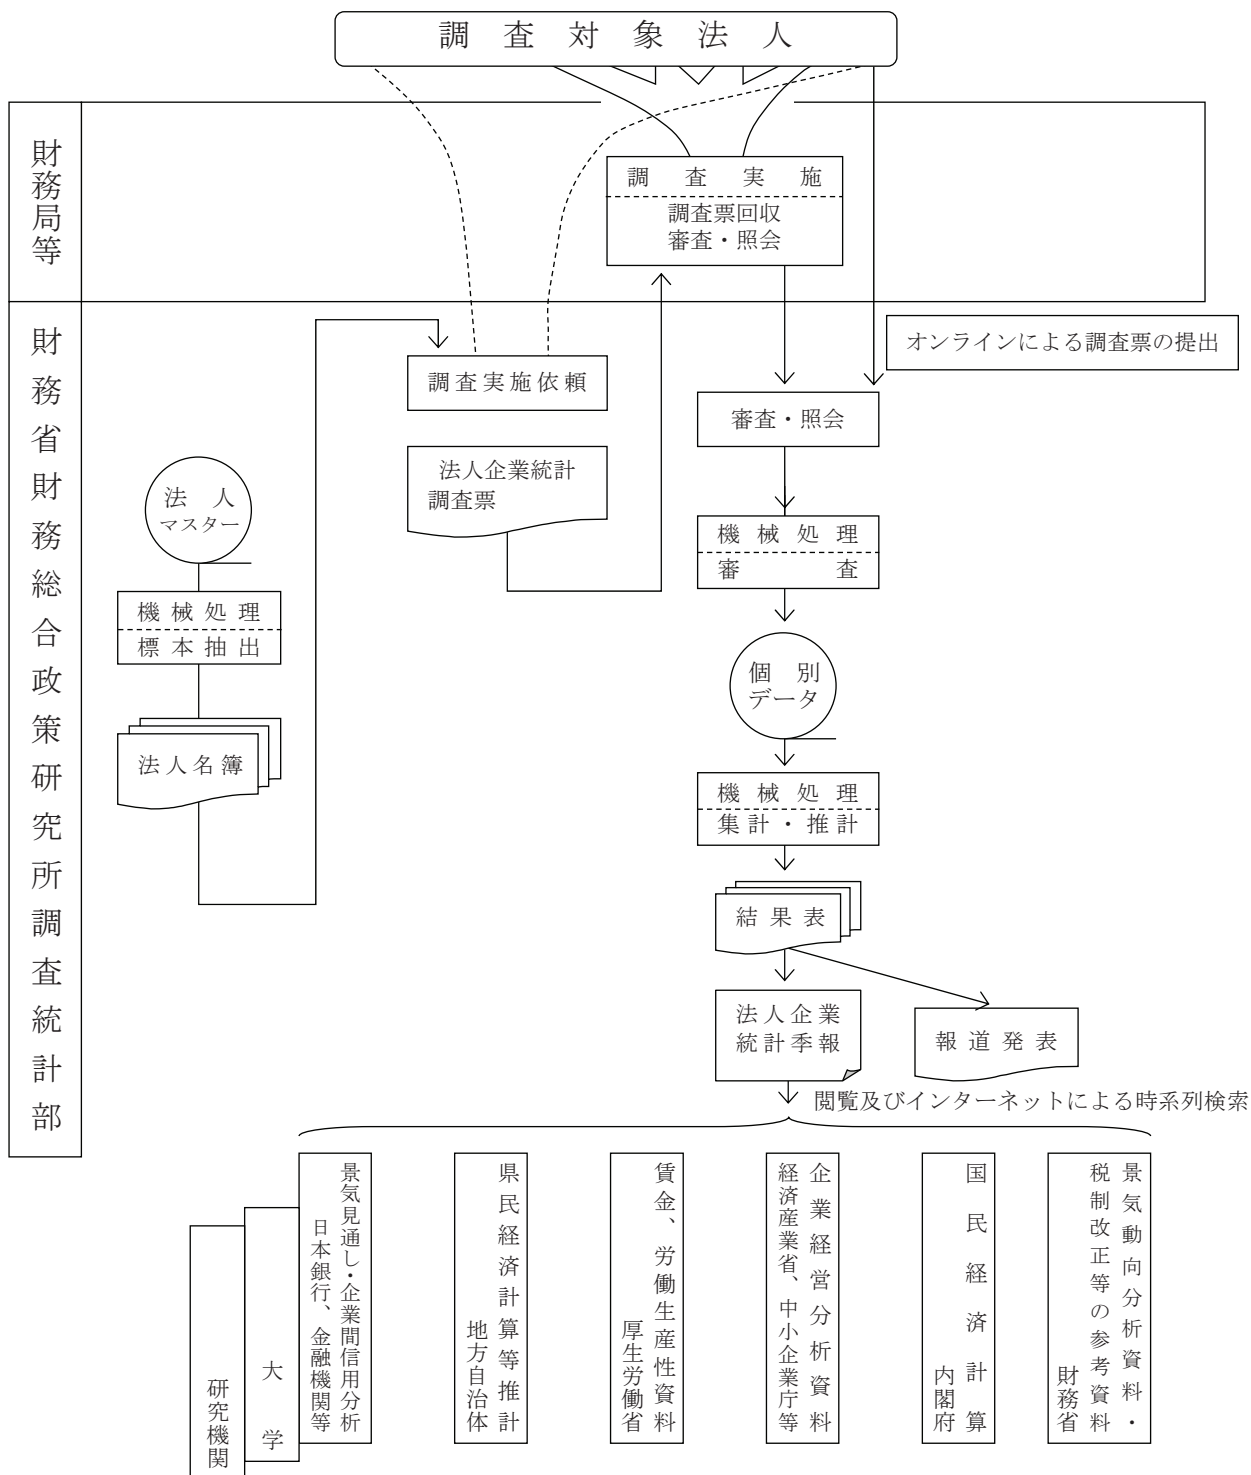 調査対象法人
財務局等
調査実施
調査票回収
審査・照会
財務省財務総合政策研究所調査統計部
オンラインによる調査票の提出
調査実施依頼
審査・照会
法人企業統計
調査票
法人
マスター
機械処理
審査
機械処理
標本抽出
個別
データ
法人名簿
機械処理
集計・推計
結果表
法人企業
統計季報
報道発表
閲覧及びインターネットによる時系列検索
景気動向分析資料・
税制改正等の参考資料
財務省
国民経済計算
内閣府
企業経営分析資料
経済産業省、中小企業庁等
賃金、労働生産性資料
厚生労働省
県民経済計算等推計
地方自治体
景気見通し・企業間信用分析
日本銀行、金融機関等
大学
研究機関